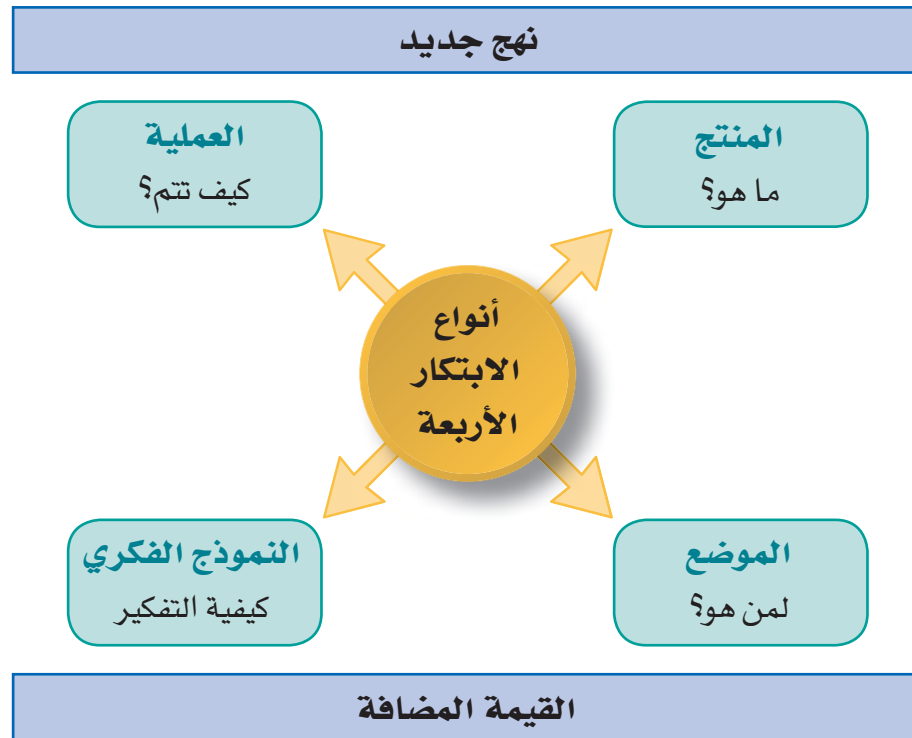 نهج جديد
المنتج
ما هو؟
العملية
كيف تتم؟
أنواع
الابتكار
الأربعة
الموضع
لمن هو؟
النموذج الفكري
كيفية التفكير
القيمة المضافة